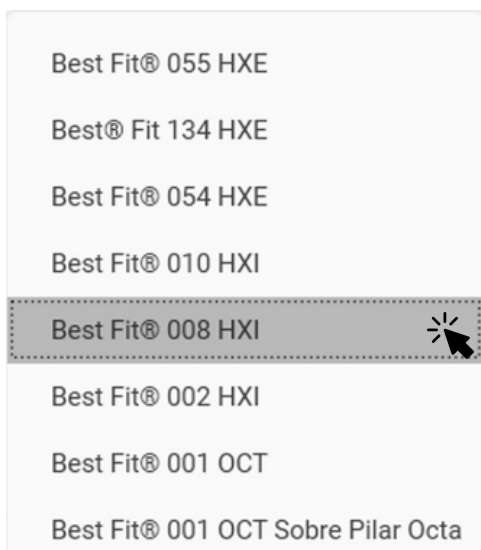 Best Fit® 055 HXE
Best® Fit 134 HXE
Best Fit® 054 HXE
Best Fit® 010 HXI
Best Fit® 008 HXI
Best Fit® 002 HXI
Best Fit® 001 OCT
Best Fit® 001 OCT Sobre Pilar Octa